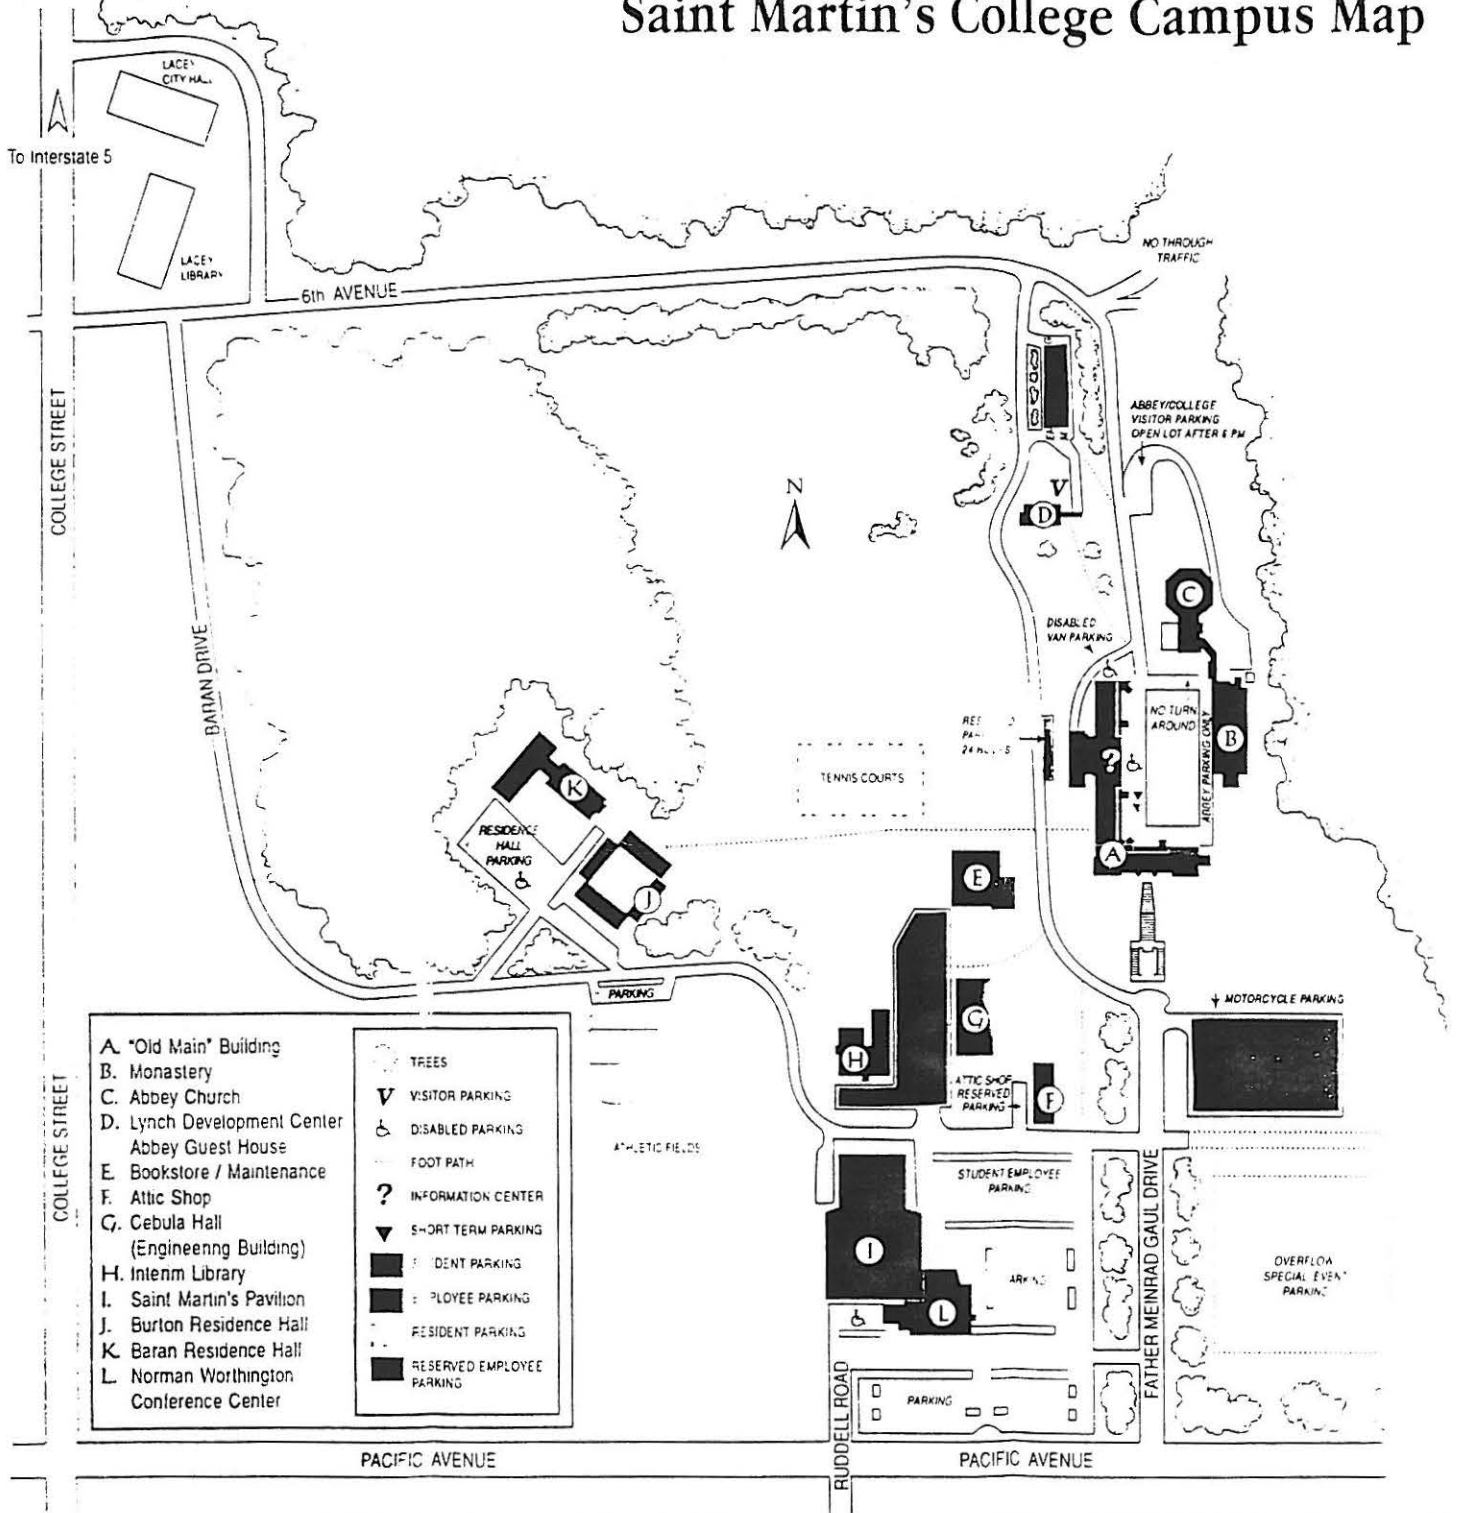 Saint Martin's College Campus Map
LACEY
CITY HALL
To Interstate 5
LACEY
LIBRARY
6th AVENUE
NO THROUGH
TRAFFIC
COLLEGE STREET
ABBEY/COLLEGE
VISITOR PARKING
OPEN LOT AFTER 6 PM
N
V
D
C
BARAN DRIVE
DISABLED
VAN PARKING
NO TURN
AROUND
ABBEY PARKING ONLY
B
?
TENNIS COURTS
K
RESIDENCE
HALL
PARKING
J
A
E
PARKING
MOTORCYCLE PARKING
G
H
ATTIC SHOP
RESERVED
PARKING
F
ATHLETIC FIELDS
STUDENT EMPLOYEE
PARKING
I
ARKING
L
OVERFLOW
SPECIAL EVENT
PARKING
FATHER MEINRAD GAUL DRIVE
RUDDELL ROAD
PARKING
COLLEGE STREET
A. "Old Main" Building
B. Monastery
C. Abbey Church
D. Lynch Development Center
Abbey Guest House
E. Bookstore / Maintenance
F. Attic Shop
G. Cebula Hall
(Engineering Building)
H. Interim Library
I. Saint Martin's Pavilion
J. Burton Residence Hall
K. Baran Residence Hall
L. Norman Worthington
Conference Center
TREES
V VISITOR PARKING
DISABLED PARKING
FOOT PATH
? INFORMATION CENTER
SHORT TERM PARKING
DENT PARKING
PLOYEE PARKING
RESIDENT PARKING
RESERVED EMPLOYEE
PARKING
PACIFIC AVENUE
PACIFIC AVENUE